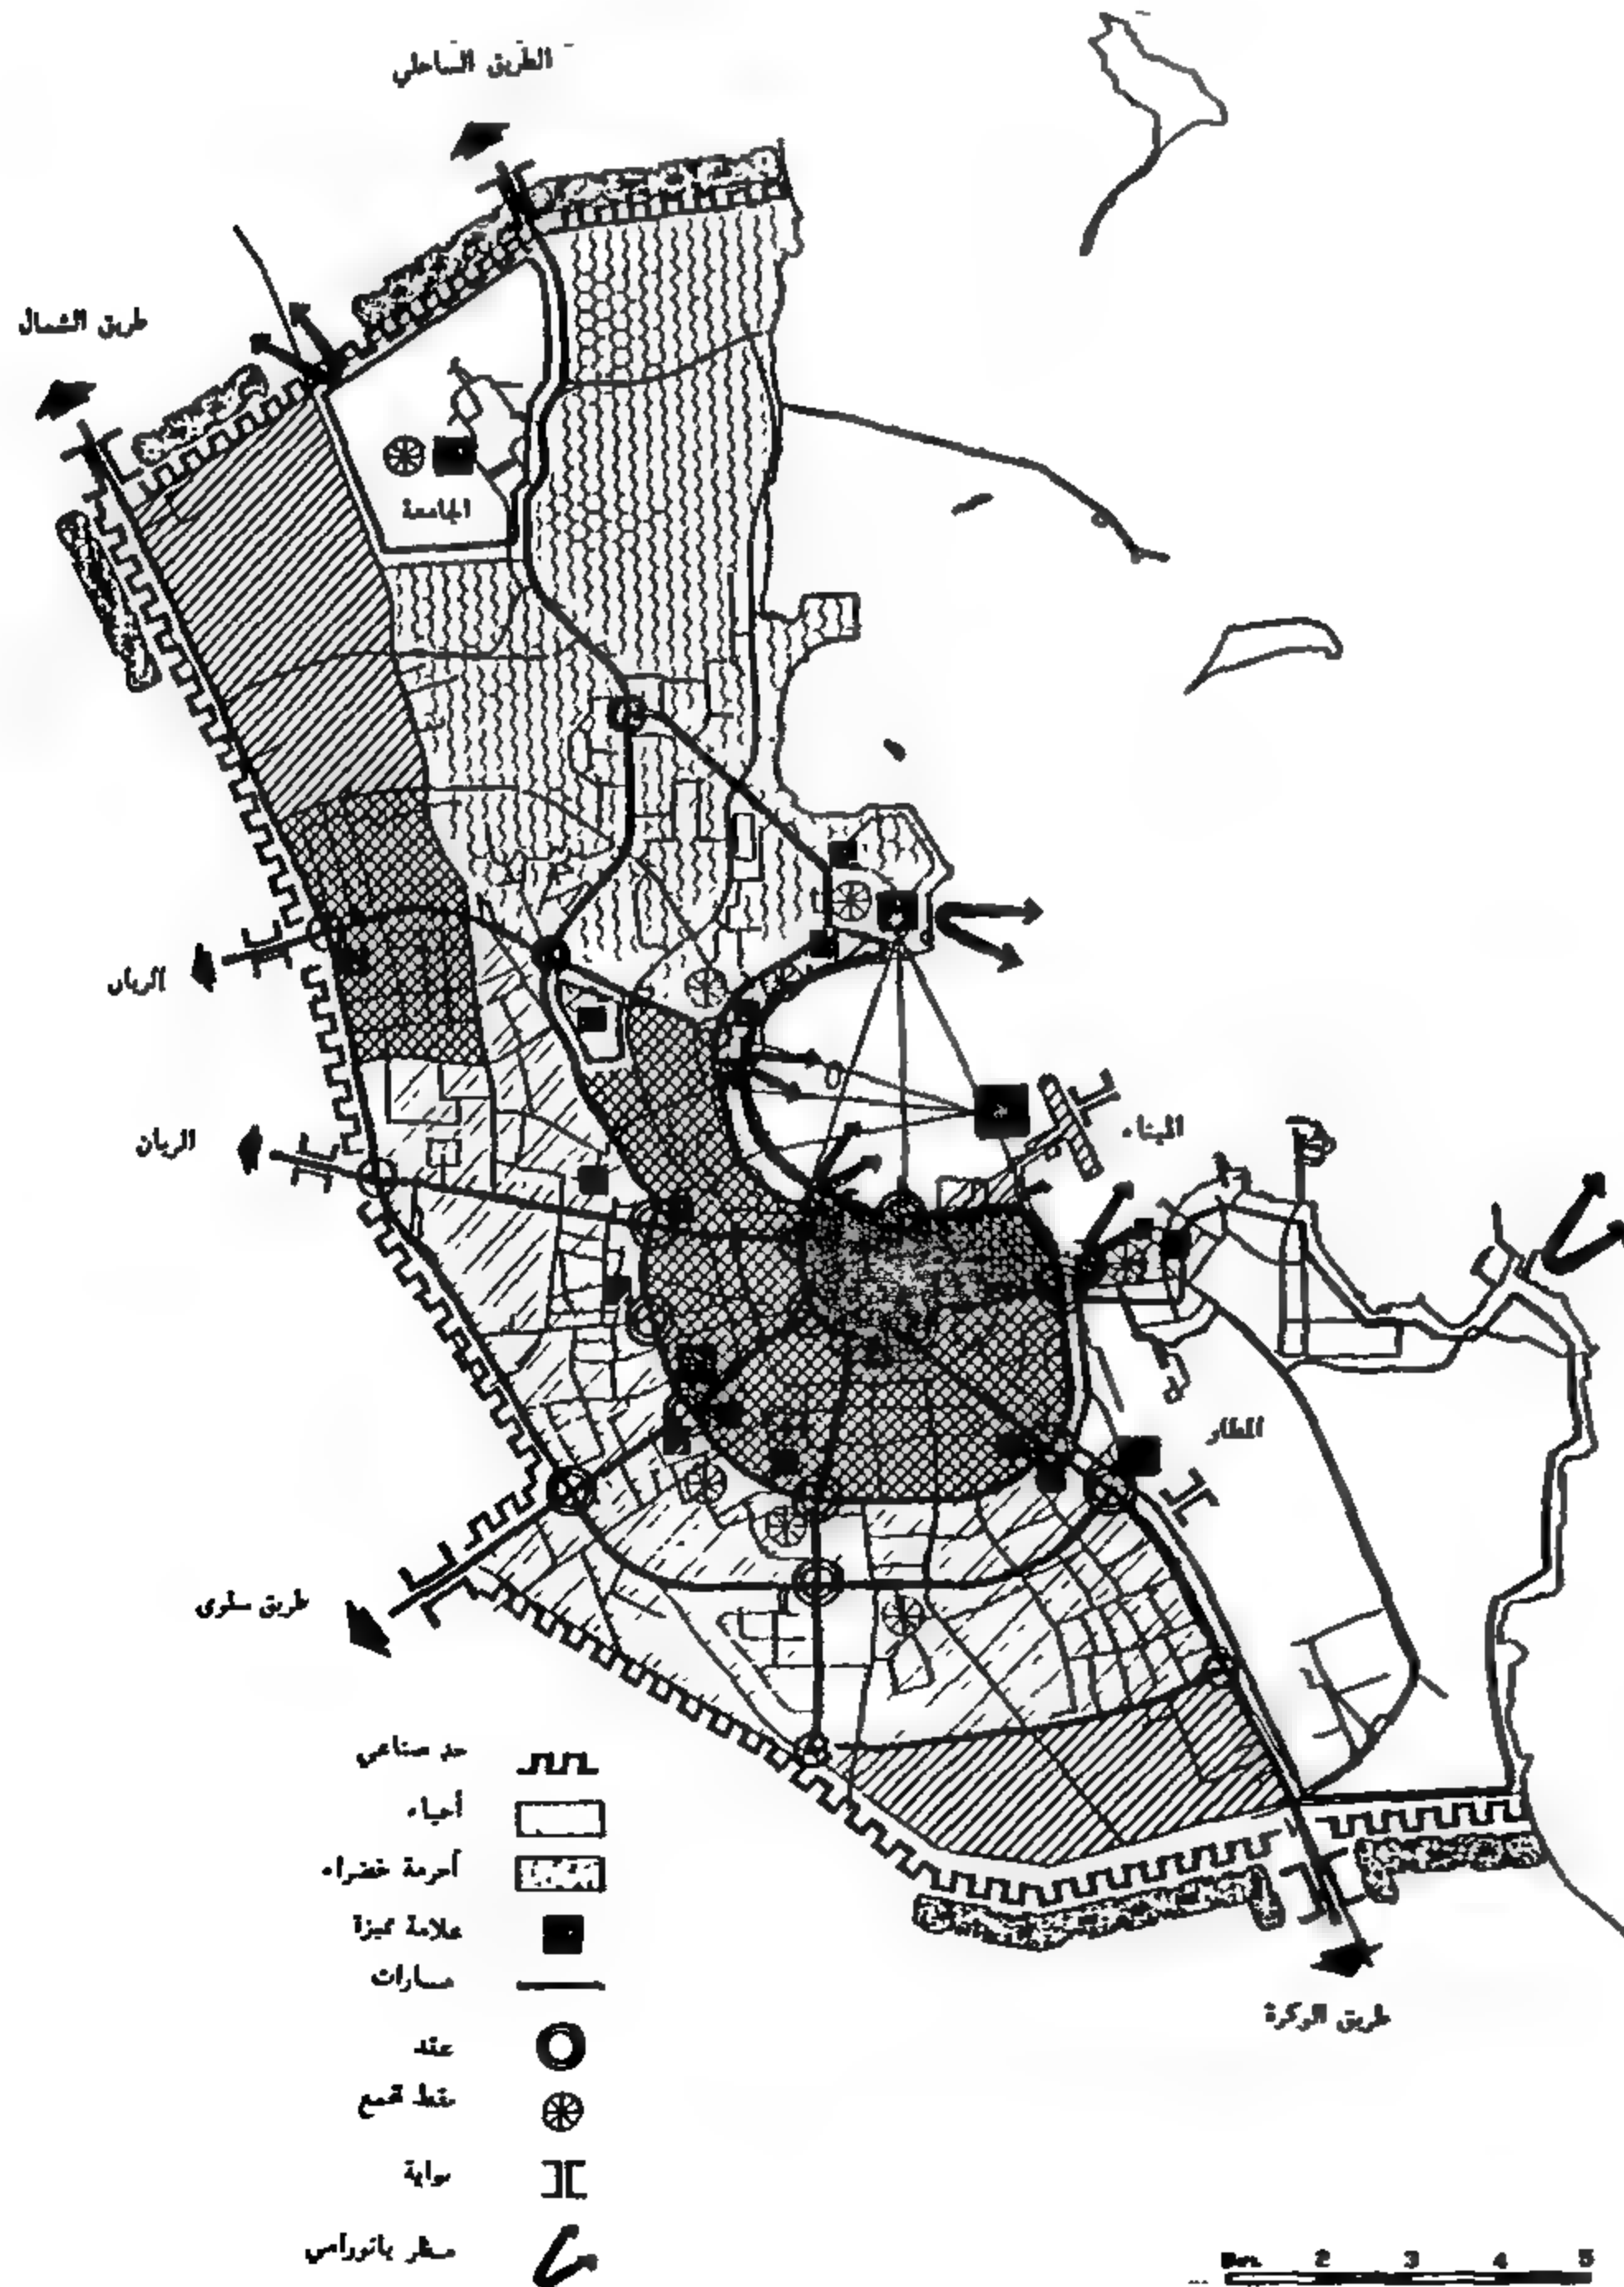 الطريق الساحلي
طريق الشمال
الجامعة
الريان
الريان
الميناء
المطار
طريق سلوى
حد صناعي
أحياء
أحزمة خضراء
علامة مميزة
مسارات
عقد
نقط تجمع
بوابة
منظر بانورامي
طريق الوكرة
2 3 4 5